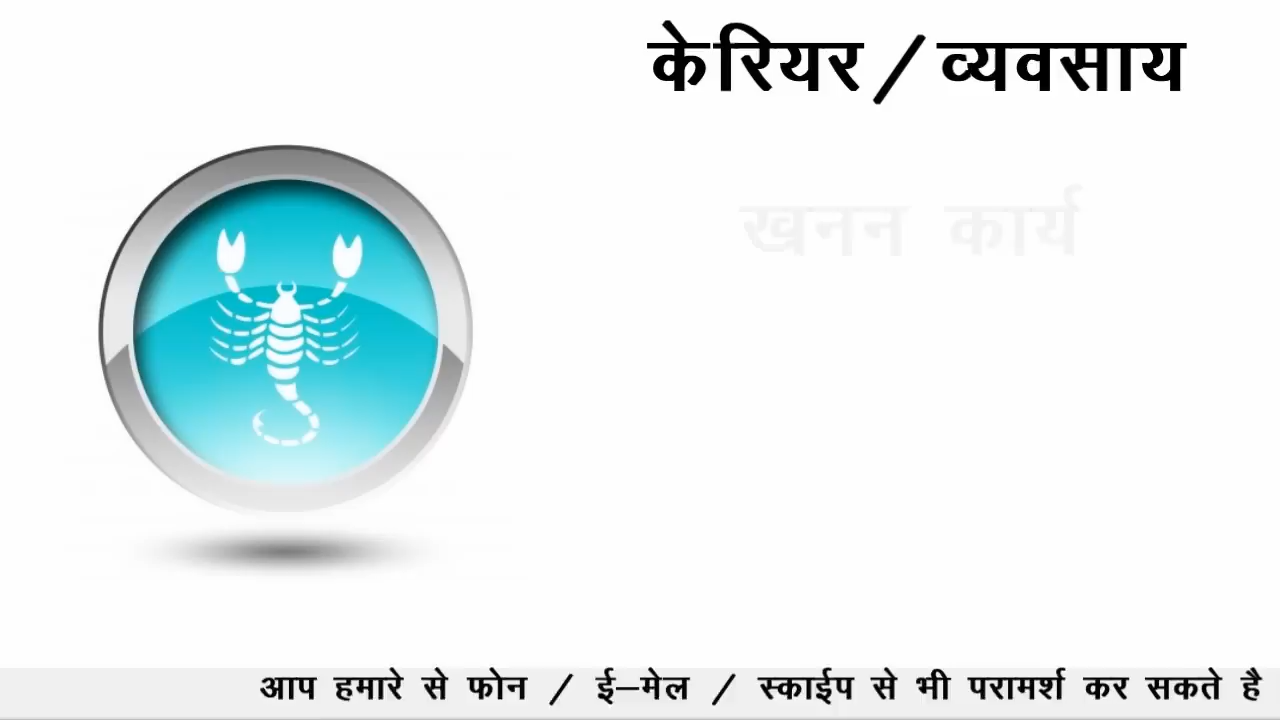 केरियर/व्यवसाय
खनन कार्य
आप हमारे से फोन / ई–मेल / स्काईप से भी परामर्श कर सकते है